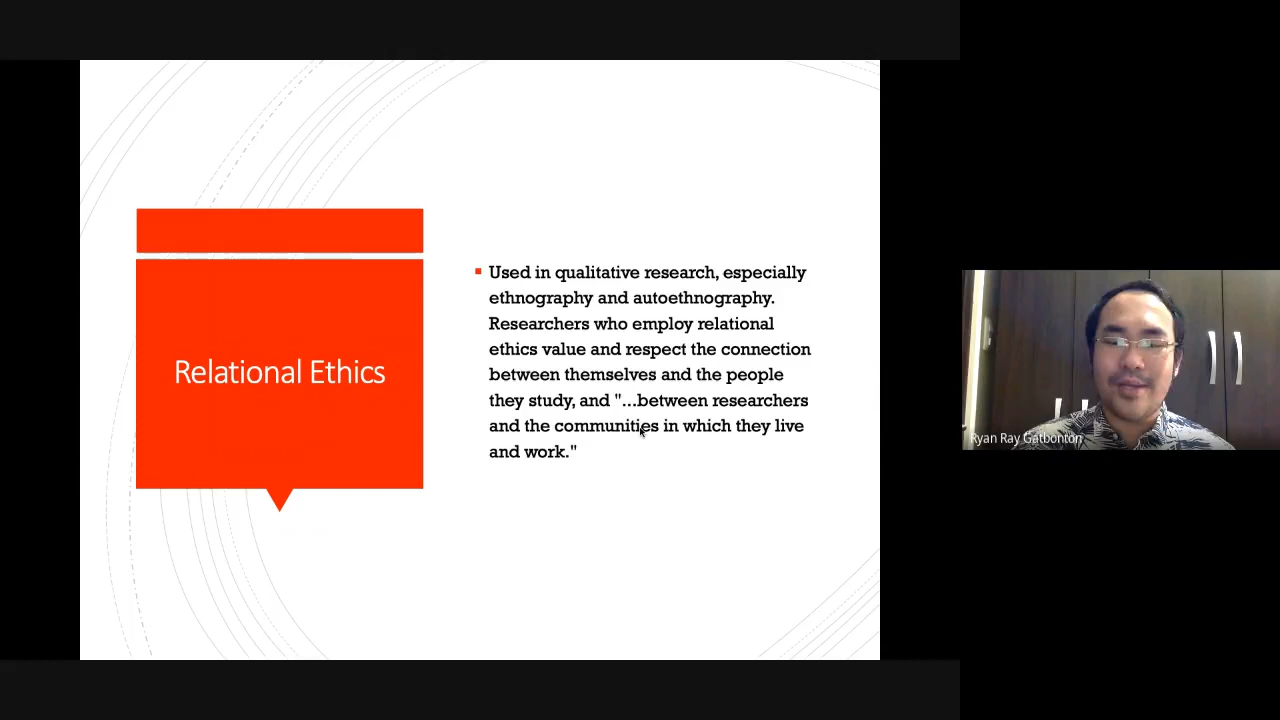 Relational Ethics
Used in qualitative research, especially
ethnography and autoethnography.
Researchers who employ relational
ethics value and respect the connection
between themselves and the people
they study, and "...between researchers
and the communities in which they live
and work."
Ryan Ray Gatbonton